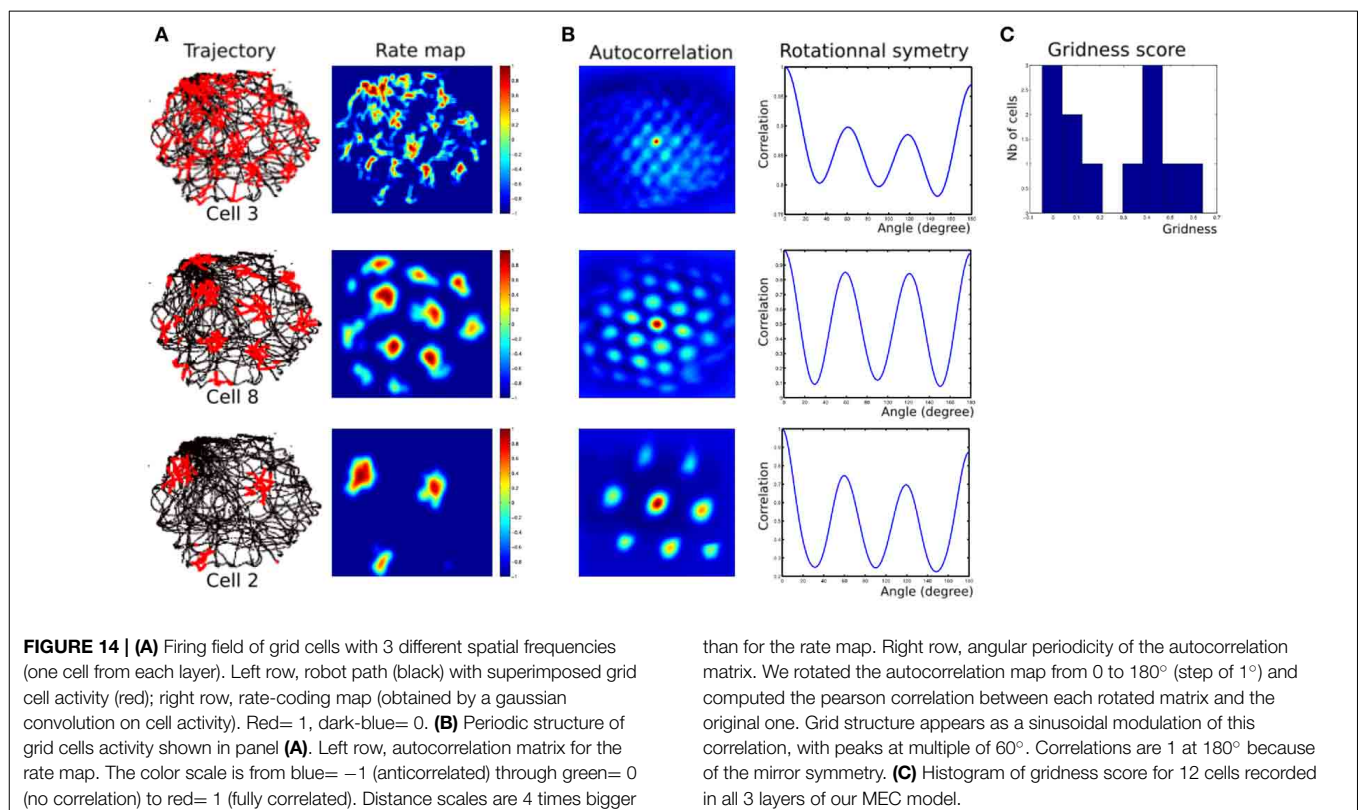 A
B
C
Trajectory
Rate map
Autocorrelation
Rotationnal symetry
Gridness score
Cell 3
Correlation
Angle (degree)
Nb of cells
Gridness
Cell 8
Correlation
Angle (degree)
Cell 2
Correlation
Angle (degree)
FIGURE 14 | (A) Firing field of grid cells with 3 different spatial frequencies
(one cell from each layer). Left row, robot path (black) with superimposed grid
cell activity (red); right row, rate-coding map (obtained by a gaussian
convolution on cell activity). Red= 1, dark-blue= 0. (B) Periodic structure of
grid cells activity shown in panel (A). Left row, autocorrelation matrix for the
rate map. The color scale is from blue= −1 (anticorrelated) through green= 0
(no correlation) to red= 1 (fully correlated). Distance scales are 4 times bigger
than for the rate map. Right row, angular periodicity of the autocorrelation
matrix. We rotated the autocorrelation map from 0 to 180° (step of 1°) and
computed the pearson correlation between each rotated matrix and the
original one. Grid structure appears as a sinusoidal modulation of this
correlation, with peaks at multiple of 60°. Correlations are 1 at 180° because
of the mirror symmetry. (C) Histogram of gridness score for 12 cells recorded
in all 3 layers of our MEC model.